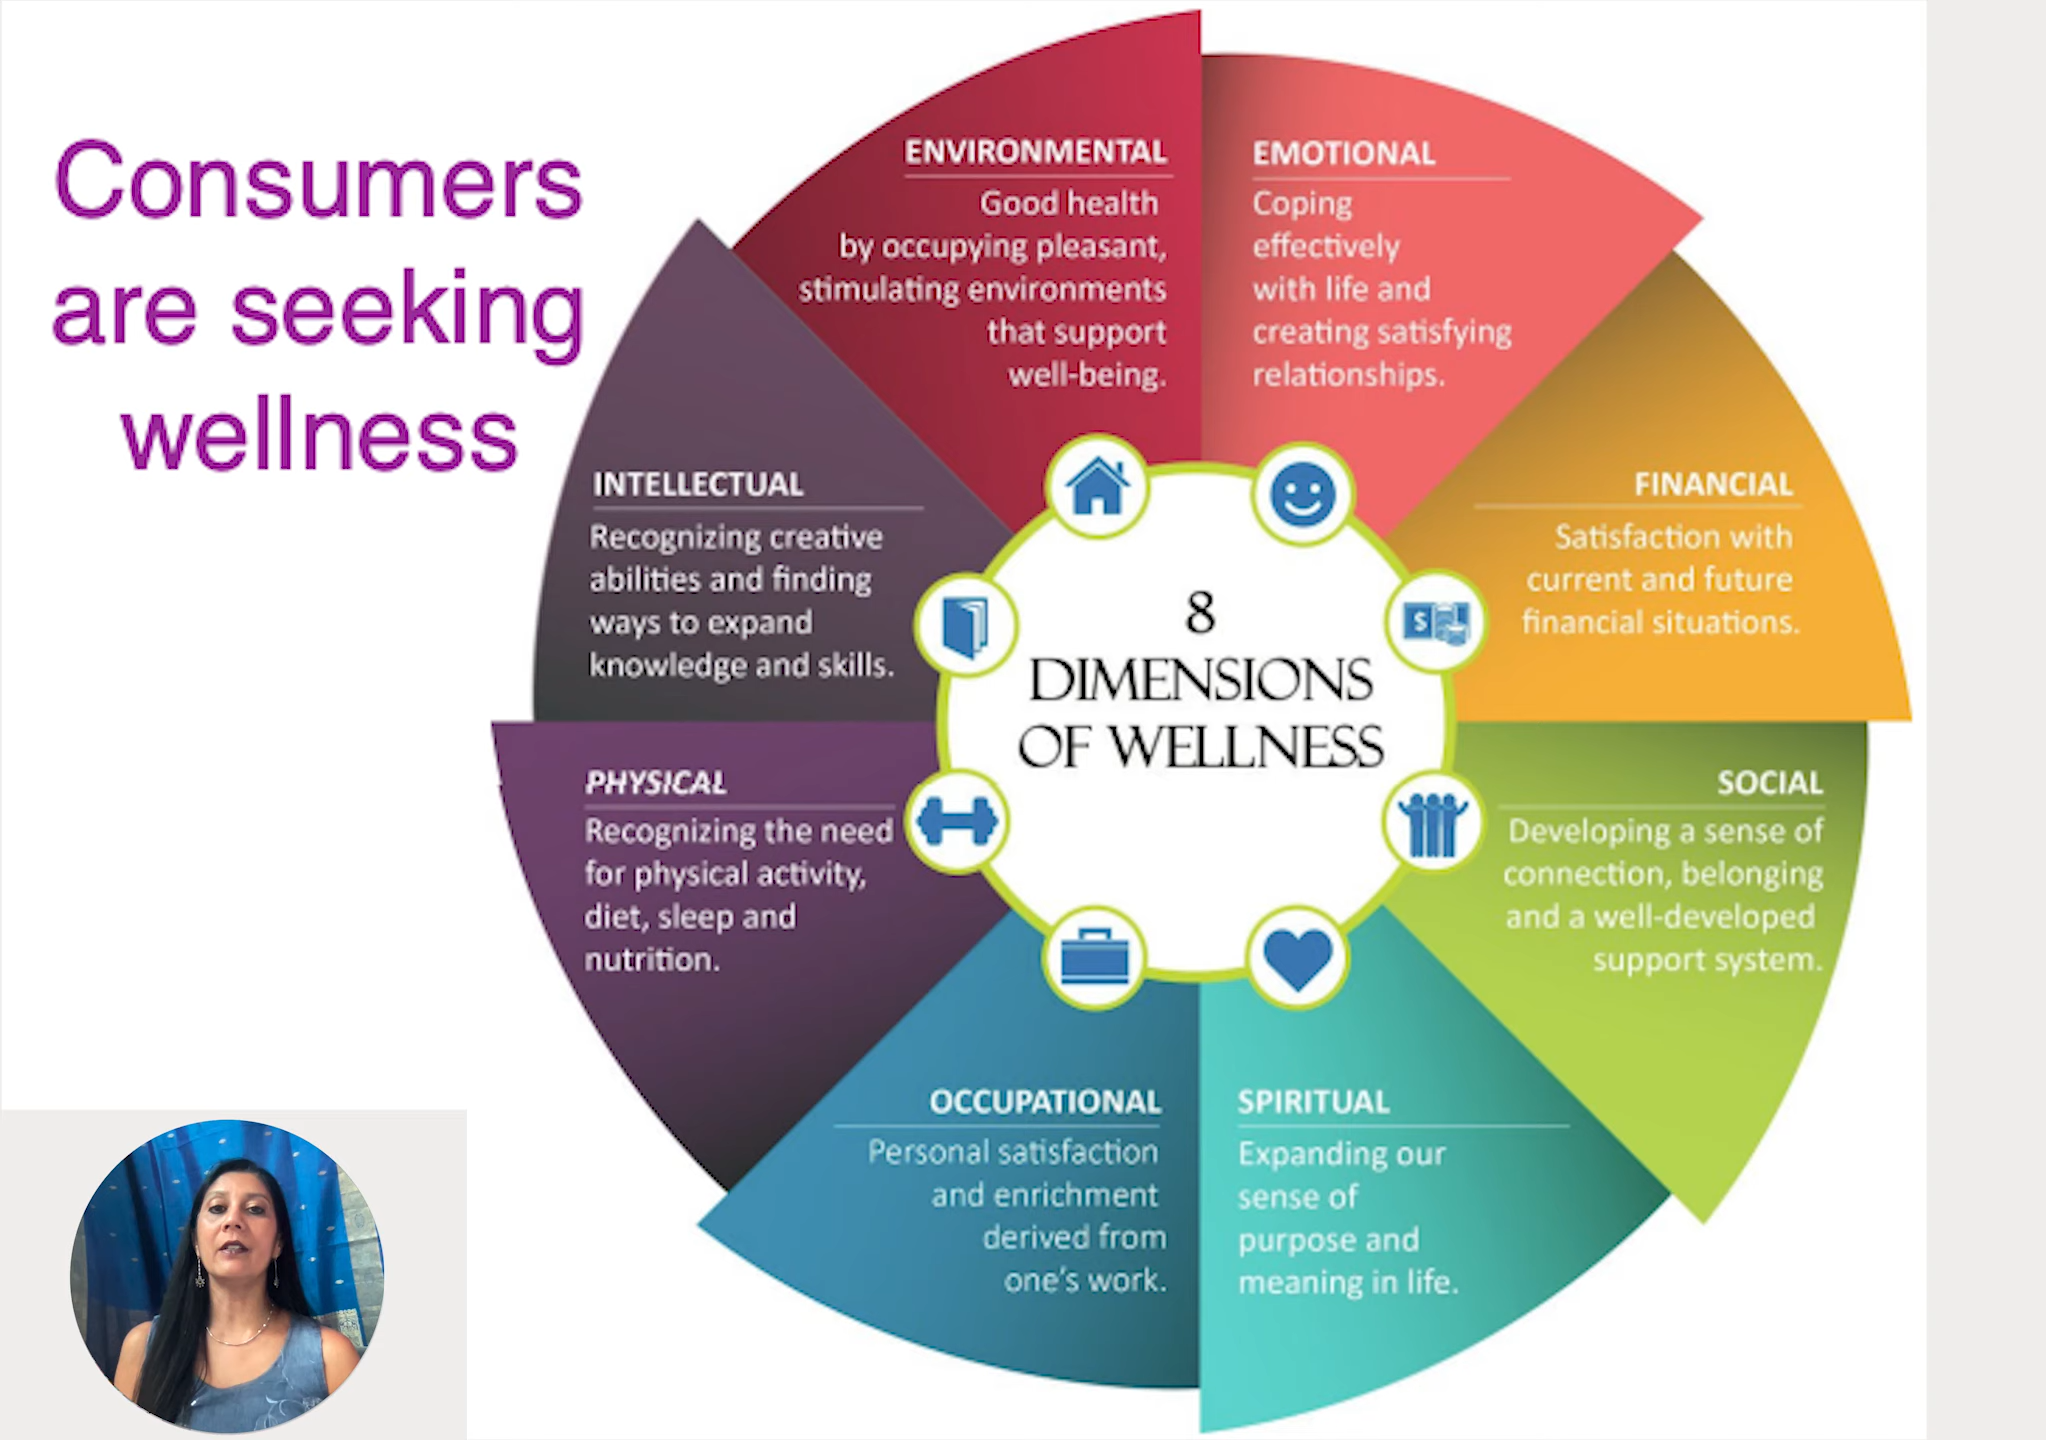 Consumers
are seeking
wellness
ENVIRONMENTAL
Good health
by occupying pleasant,
stimulating environments
that support
well-being.
EMOTIONAL
Coping
effectively
with life and
creating satisfying
relationships.
INTELLECTUAL
Recognizing creative
abilities and finding
ways to expand
knowledge and skills.
FINANCIAL
Satisfaction with
current and future
financial situations.
8
DIMENSIONS
OF WELLNESS
$
PHYSICAL
Recognizing the need
for physical activity,
diet, sleep and
nutrition.
SOCIAL
Developing a sense of
connection, belonging
and a well-developed
support system.
OCCUPATIONAL
Personal satisfaction
and enrichment
derived from
one's work.
SPIRITUAL
Expanding our
sense of
purpose and
meaning in life.